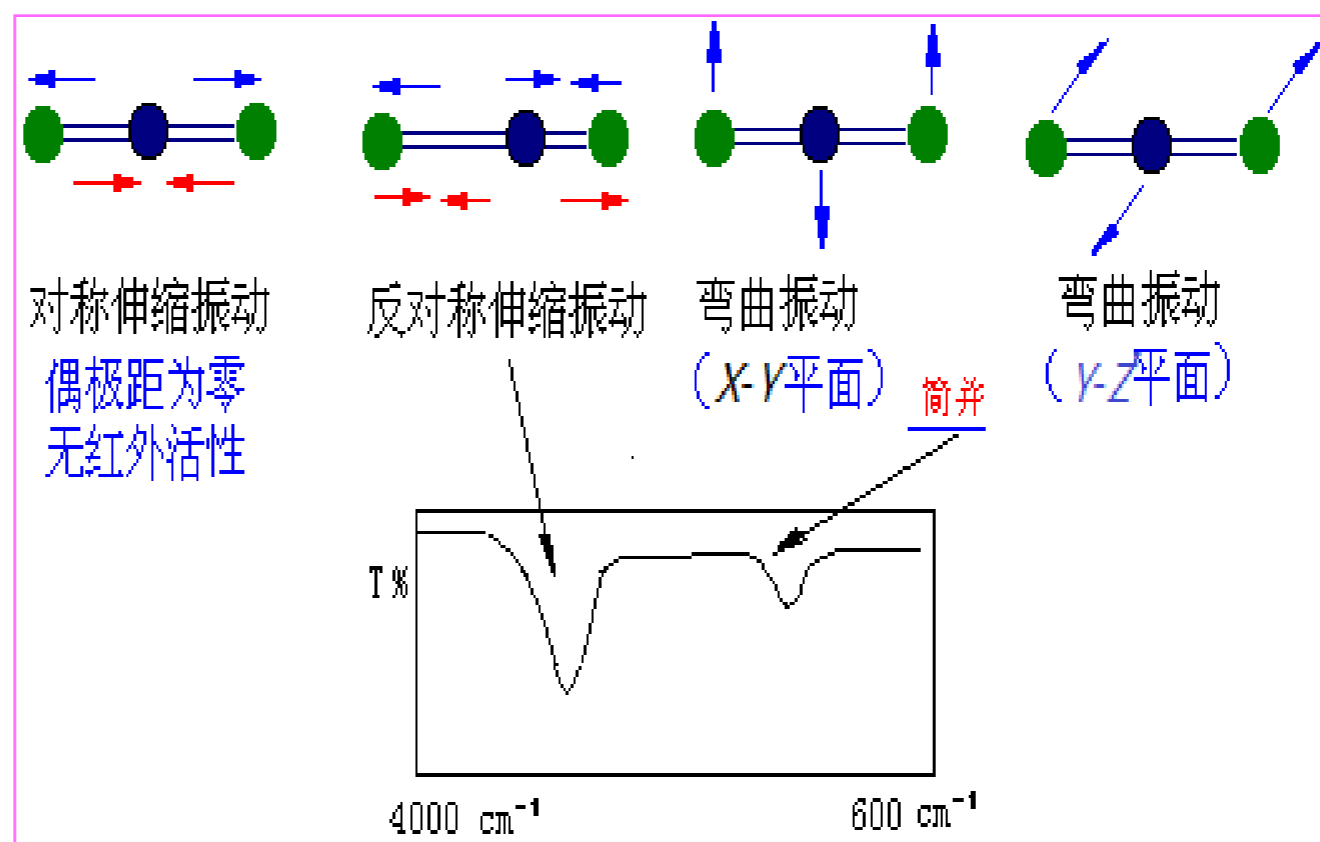 对称伸缩振动
偶极距为零
无红外活性
反对称伸缩振动
弯曲振动
（X-Y平面）
简并
弯曲振动
（Y-Z平面）
T%
4000 cm⁻¹
600 cm⁻¹